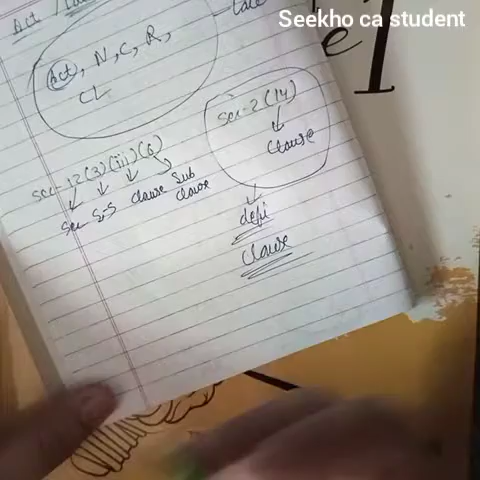 Seekho ca student
Act /
Act, N, C, R,
CL
Sec-2(14)
Clause
Sec-12(3)(iii)(b)
Sec S-S Clause Sub
Clause
defi
Clause